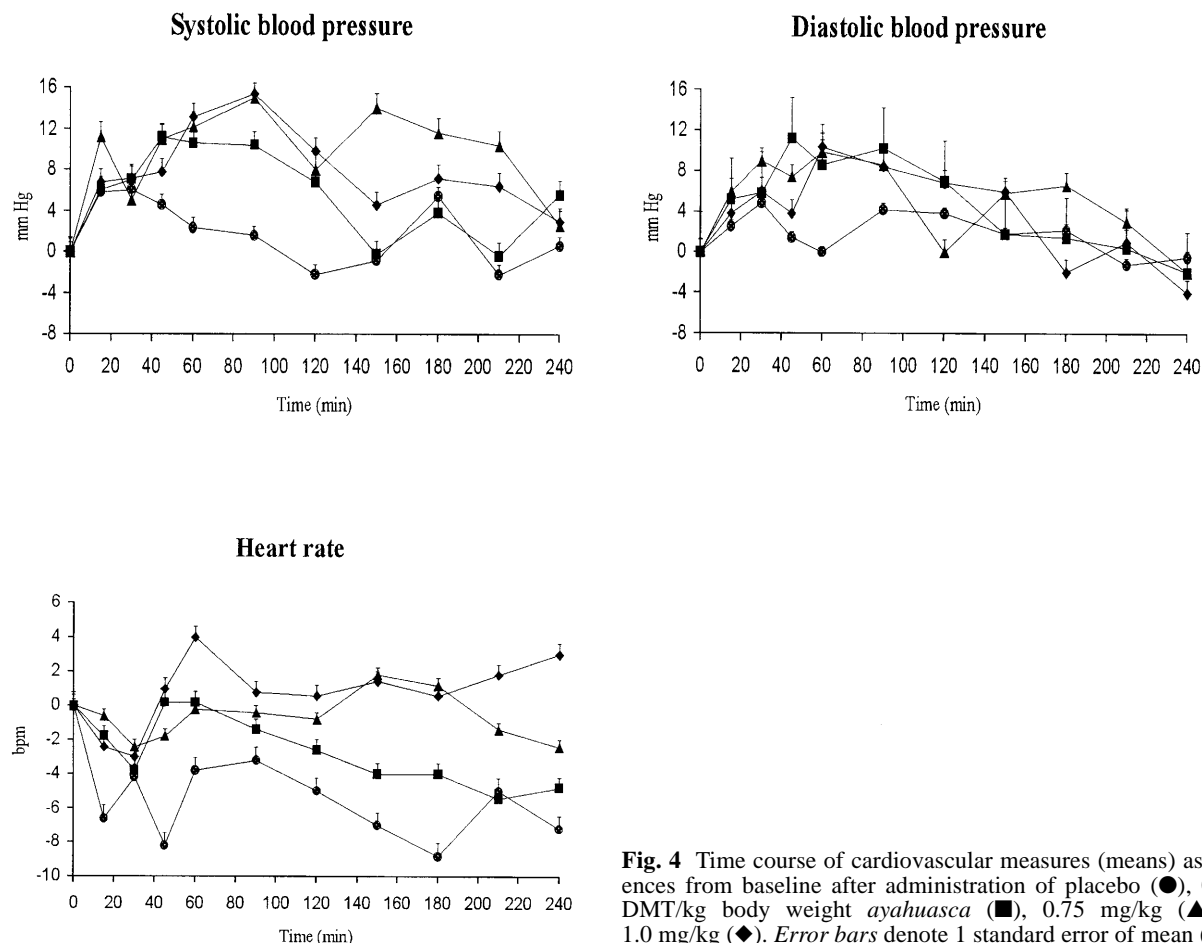 Systolic blood pressure
16
12
8
4
0
-4
-8
mm Hg
0 20 40 60 80 100 120 140 160 180 200 220 240
Time (min)
Diastolic blood pressure
16
12
8
4
0
-4
-8
mm Hg
0 20 40 60 80 100 120 140 160 180 200 220 240
Time (min)
Heart rate
6
4
2
0
-2
-4
-6
-8
-10
bpm
0 20 40 60 80 100 120 140 160 180 200 220 240
Time (min)
Fig. 4 Time course of cardiovascular measures (means) as
ences from baseline after administration of placebo (●),
DMT/kg body weight ayahuasca (■), 0.75 mg/kg (▲
1.0 mg/kg (◆). Error bars denote 1 standard error of mean (